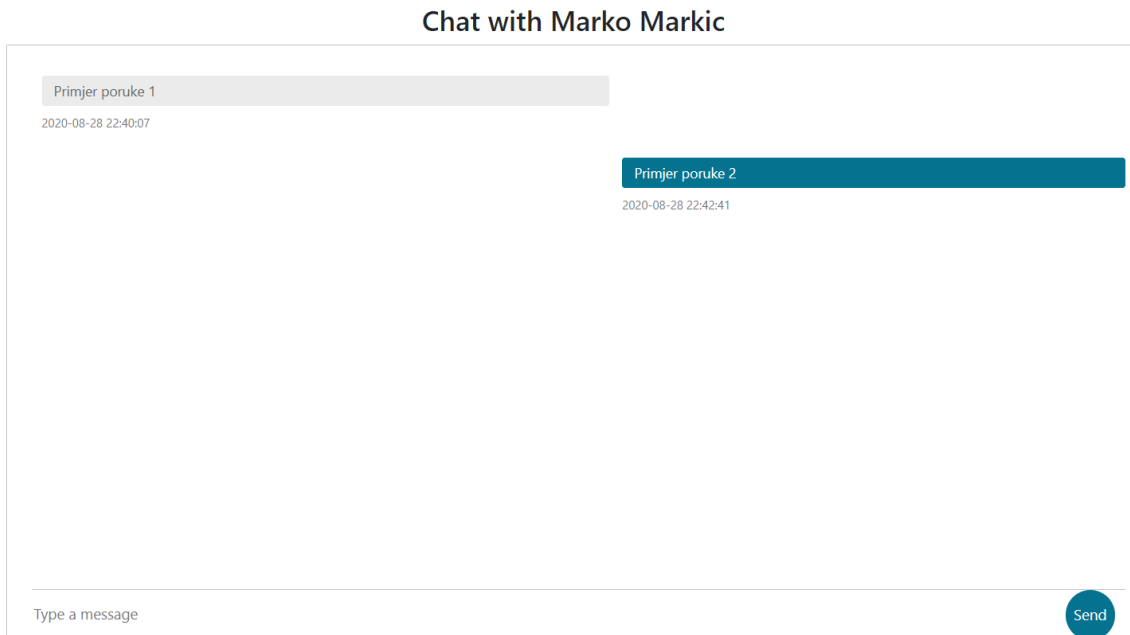 Chat with Marko Markic
Primjer poruke 1
2020-08-28 22:40:07
Primjer poruke 2
2020-08-28 22:42:41
Type a message
Send